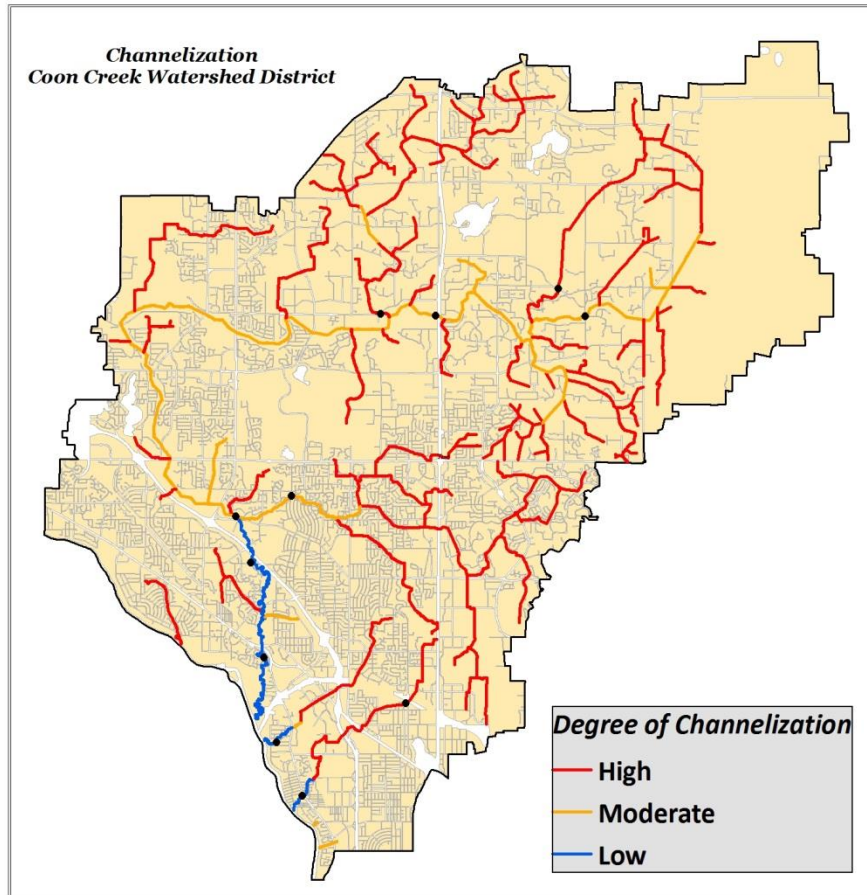 Channelization
Coon Creek Watershed District
Degree of Channelization
High
Moderate
Low